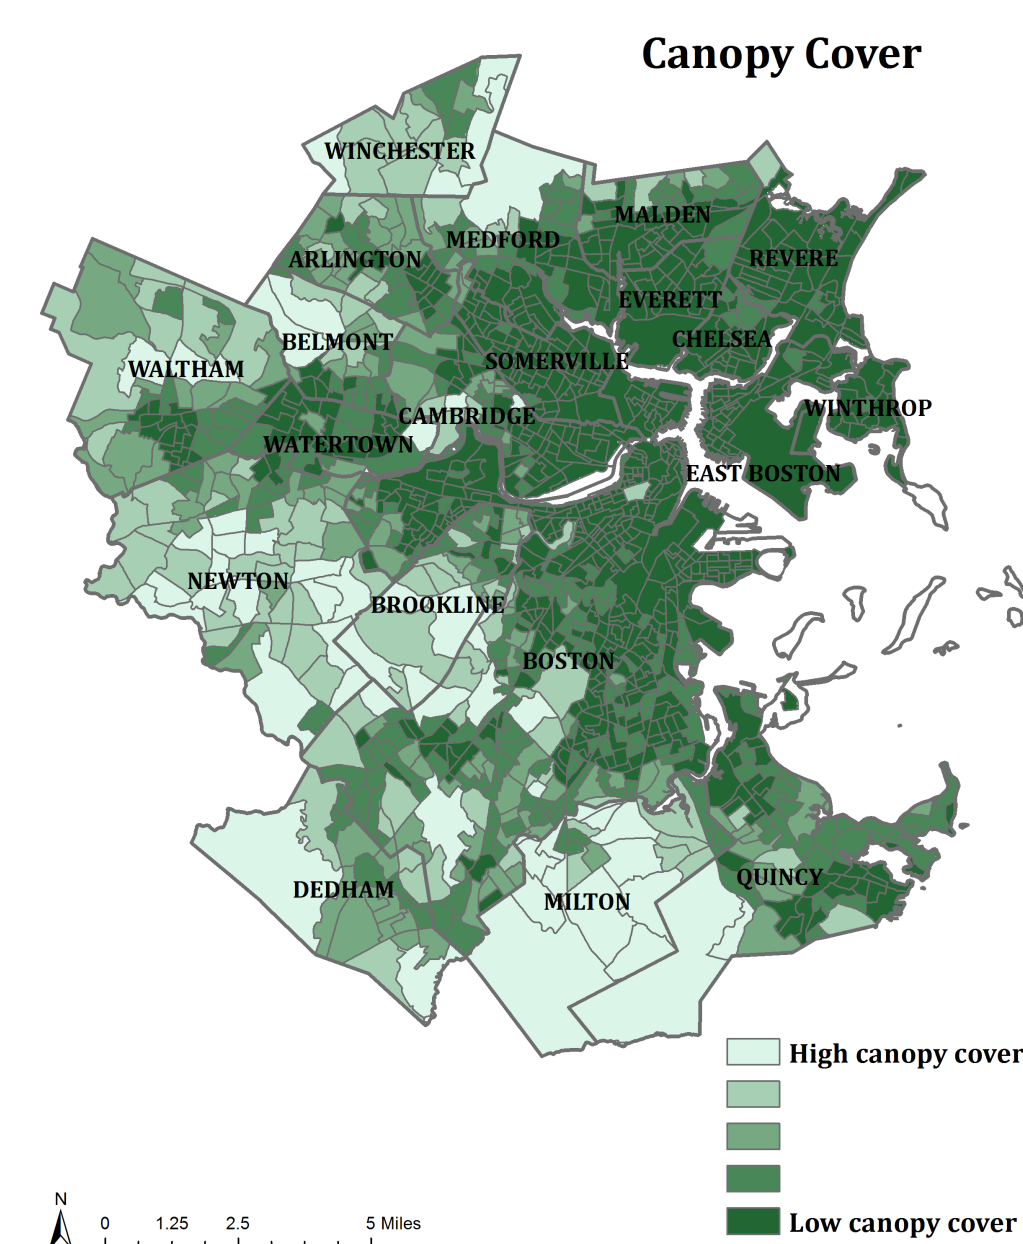 Canopy Cover
WINCHESTER
MALDEN
MEDFORD
ARLINGTON
REVERE
EVERETT
CHELSEA
BELMONT
SOMERVILLE
WALTHAM
CAMBRIDGE
WINTHROP
WATERTOWN
EAST BOSTON
NEWTON
BROOKLINE
BOSTON
QUINCY
DEDHAM
MILTON
High canopy cover
Low canopy cover
N
0 1.25 2.5 5 Miles